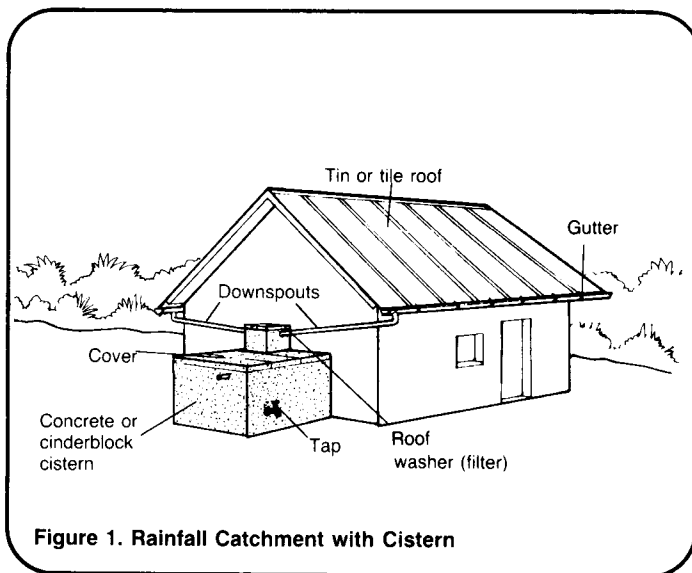 Tin or tile roof
Gutter
Downspouts
Cover
Concrete or
cinderblock
cistern
Tap
Roof
washer (filter)
Figure 1. Rainfall Catchment with Cistern